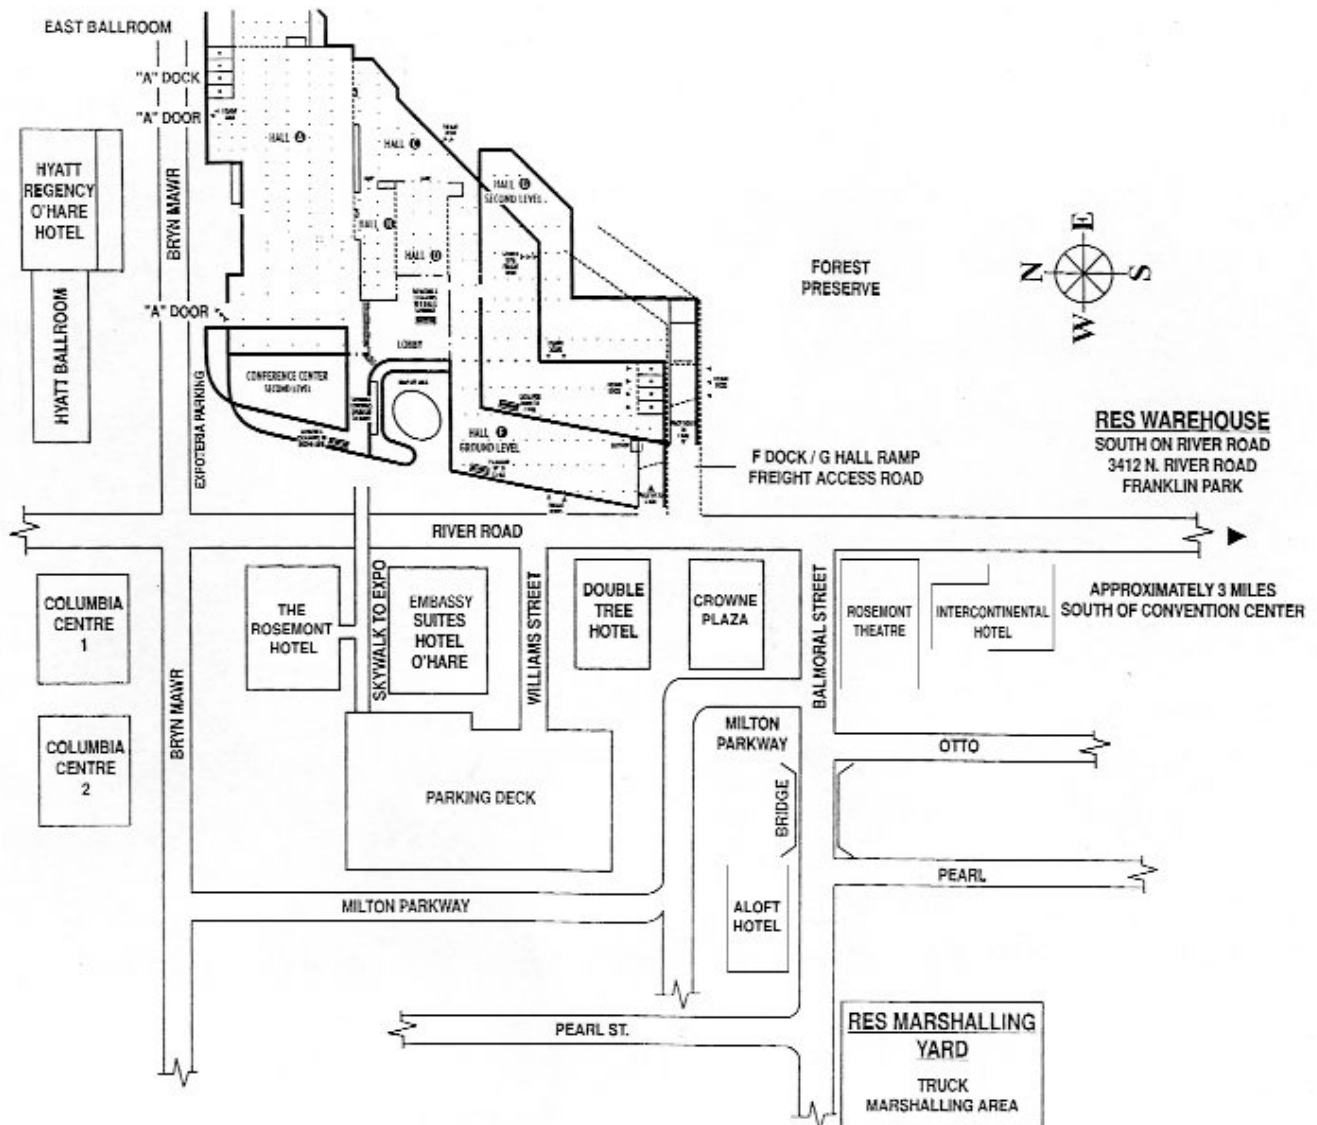 EAST BALLROOM
"A" DOCK
"A" DOOR
HALL A
HALL C
HALL G
SECOND LEVEL
HYATT
REGENCY
O'HARE
HOTEL
BRYN MAWR
HALL
HALL D
N
E
S
W
FOREST
PRESERVE
HYATT BALLROOM
"A" DOOR
LOBBY
EXPOTERIA PARKING
CONFERENCE CENTER
SECOND LEVEL
HALL F
GROUND LEVEL
F DOCK / G HALL RAMP
FREIGHT ACCESS ROAD
RES WAREHOUSE
SOUTH ON RIVER ROAD
3412 N. RIVER ROAD
FRANKLIN PARK
RIVER ROAD
APPROXIMATELY 3 MILES
SOUTH OF CONVENTION CENTER
COLUMBIA
CENTRE
1
THE
ROSEMONT
HOTEL
SKYWALK TO EXPO
EMBASSY
SUITES
HOTEL
O'HARE
WILLIAMS STREET
DOUBLE
TREE
HOTEL
CROWNE
PLAZA
BALMORAL STREET
ROSEMONT
THEATRE
INTERCONTINENTAL
HOTEL
COLUMBIA
CENTRE
2
BRYN MAWR
PARKING DECK
MILTON
PARKWAY
OTTO
BRIDGE
PEARL
MILTON PARKWAY
ALOFT
HOTEL
PEARL ST.
RES MARSHALLING
YARD
TRUCK
MARSHALLING AREA